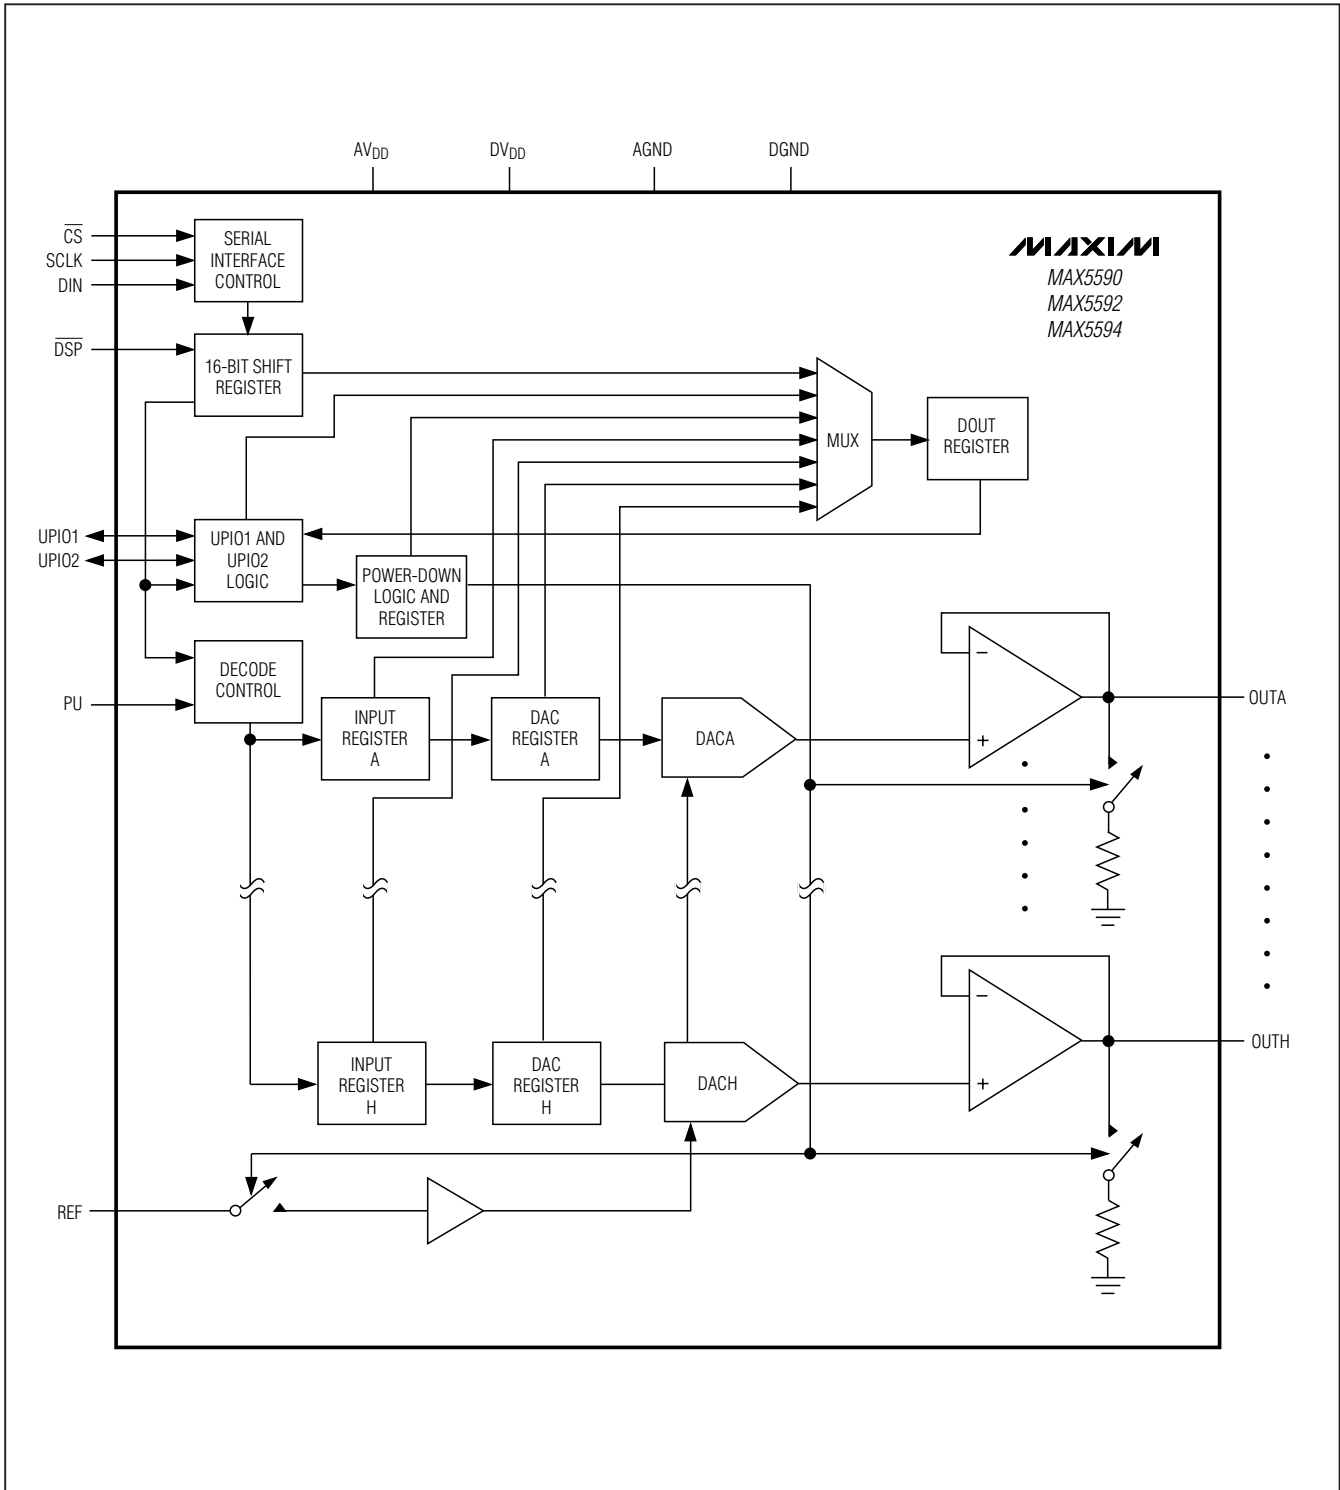 AVDD
DVDD
AGND
DGND
CS
SCLK
DIN
SERIAL
INTERFACE
CONTROL
MAXIM
MAX5590
MAX5592
MAX5594
DSP
16-BIT SHIFT
REGISTER
MUX
DOUT
REGISTER
UPIO1
UPIO2
UPIO1 AND
UPIO2
LOGIC
POWER-DOWN
LOGIC AND
REGISTER
DECODE
CONTROL
PU
INPUT
REGISTER
A
DAC
REGISTER
A
DACA
−
+
OUTA
INPUT
REGISTER
H
DAC
REGISTER
H
DACH
−
+
OUTH
REF